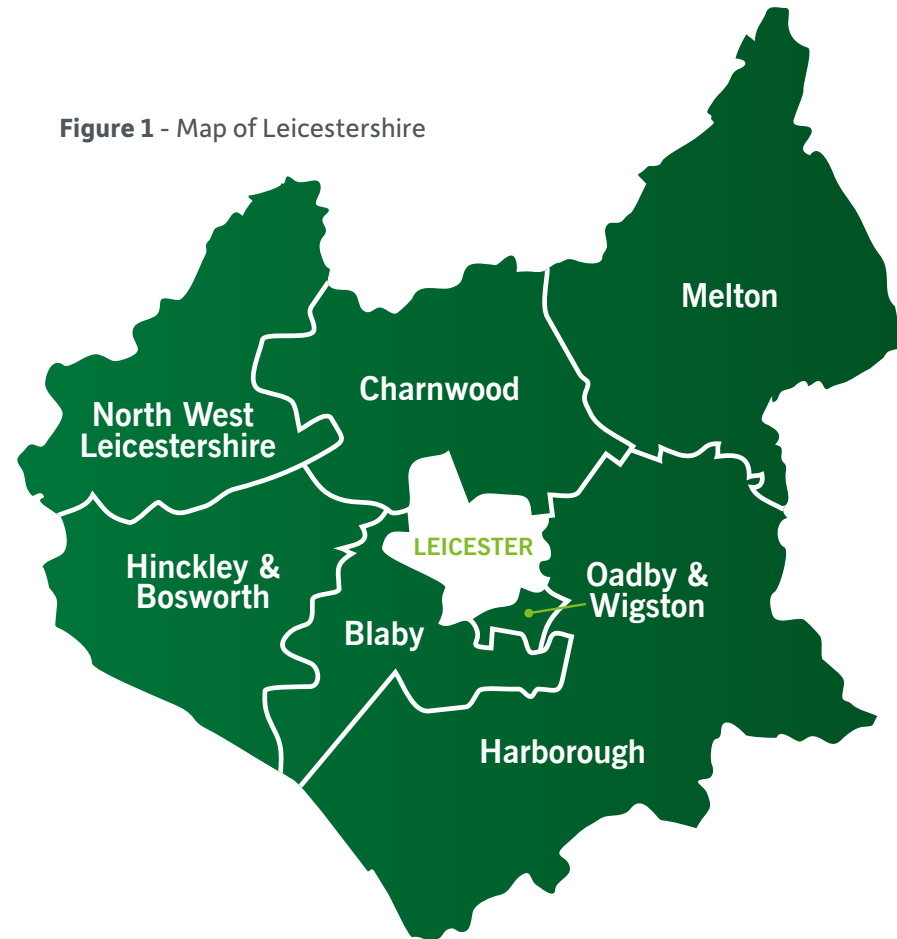 Figure 1 - Map of Leicestershire
Melton
Charnwood
North West
Leicestershire
LEICESTER
Hinckley &
Bosworth
Oadby &
Wigston
Blaby
Harborough